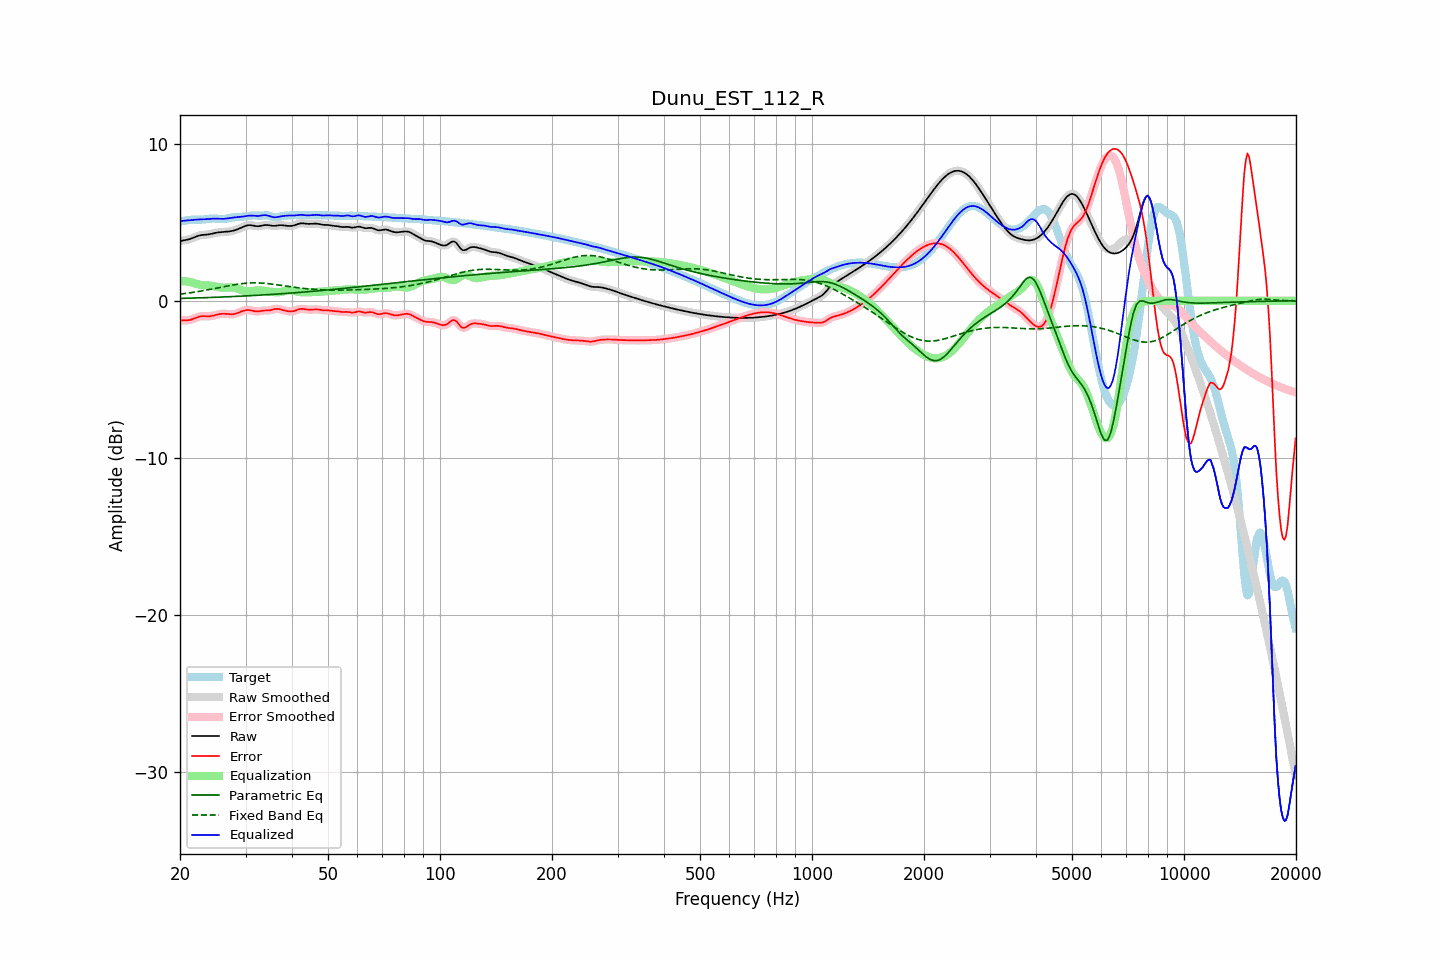 Dunu_EST_112_R
10
0
−10
−20
−30
Amplitude (dBr)
Target
Raw Smoothed
Error Smoothed
Raw
Error
Equalization
Parametric Eq
Fixed Band Eq
Equalized
20 50 100 200 500 1000 2000 5000 10000 20000
Frequency (Hz)